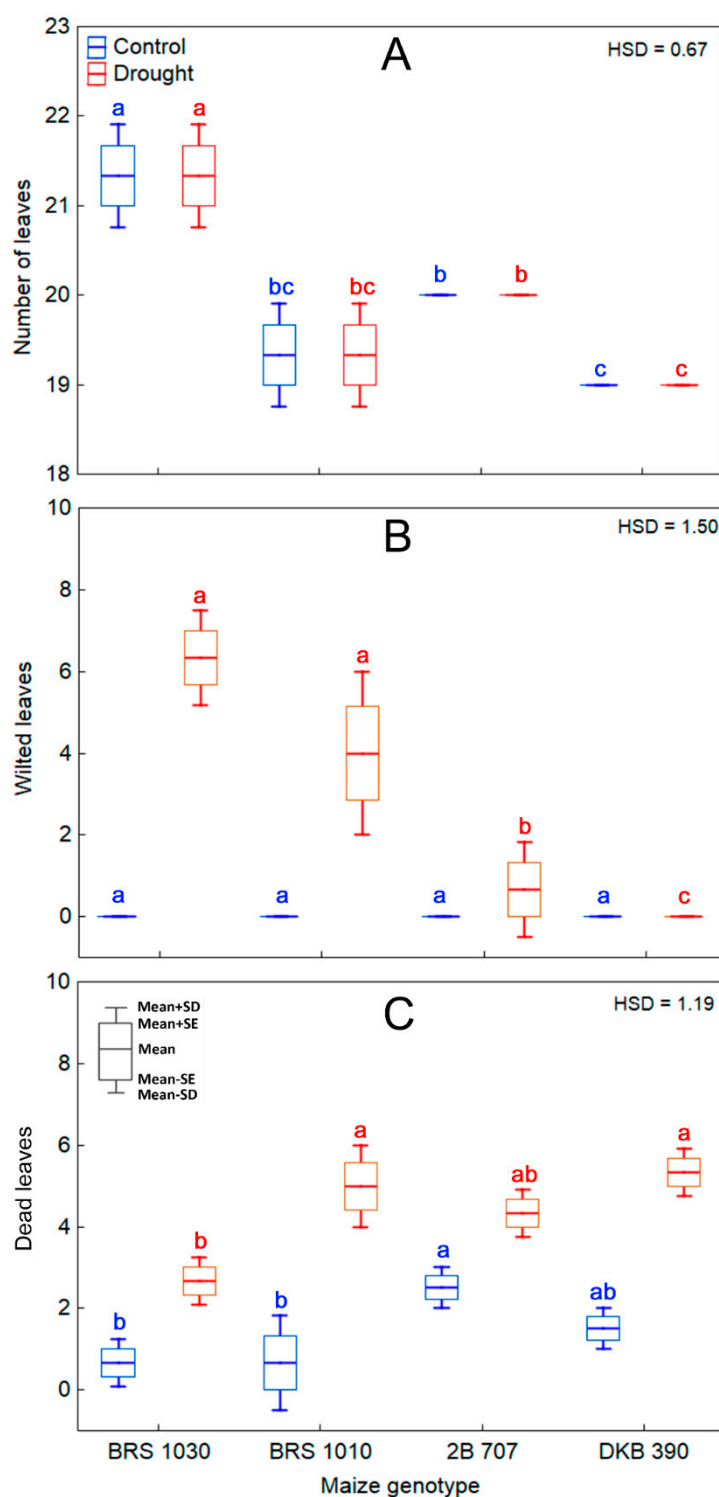 23
Control
Drought
A
HSD = 0.67
22
a
a
21
bc
bc
20
b
b
19
c
c
18
Number of leaves
10
B
HSD = 1.50
8
a
a
6
4
2
b
a
a
a
a
c
0
Wilted leaves
10
Mean+SD
Mean+SE
Mean
Mean-SE
Mean-SD
C
HSD = 1.19
8
6
a
ab
a
4
b
a
2
b
b
ab
0
Dead leaves
BRS 1030
BRS 1010
2B 707
DKB 390
Maize genotype